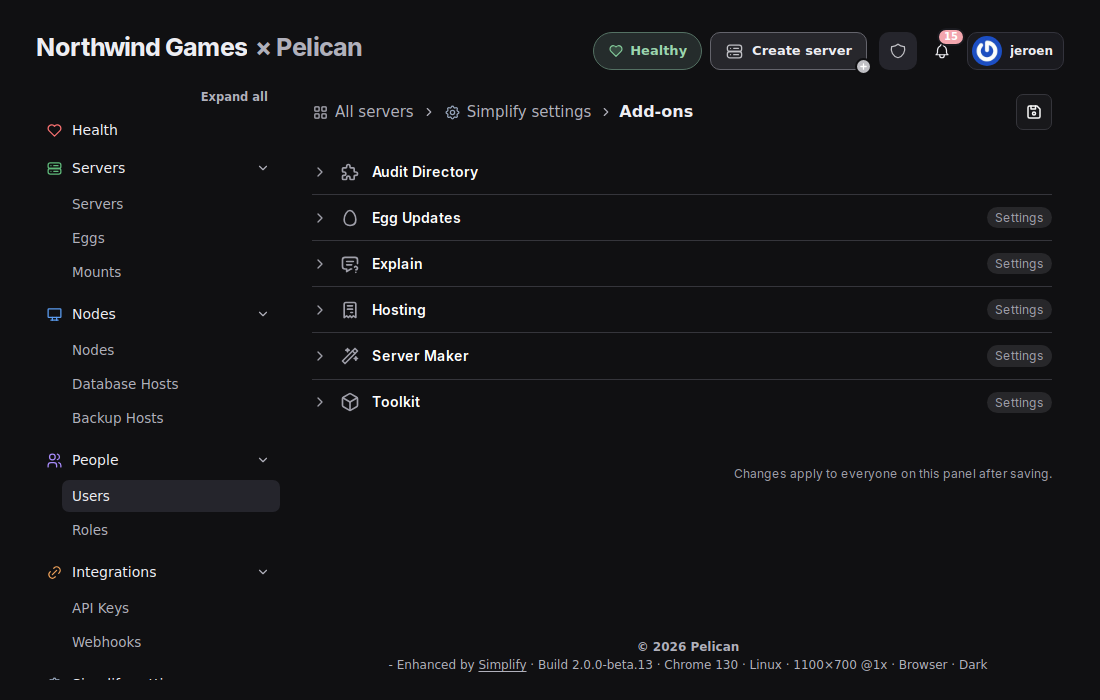 Northwind Games × Pelican
Healthy
Create server
15
jeroen
Expand all
Health
Servers
Servers
Eggs
Mounts
Nodes
Nodes
Database Hosts
Backup Hosts
People
Users
Roles
Integrations
API Keys
Webhooks
All servers > Simplify settings > Add-ons
Audit Directory
Egg Updates Settings
Explain Settings
Hosting Settings
Server Maker Settings
Toolkit Settings
Changes apply to everyone on this panel after saving.
© 2026 Pelican
- Enhanced by Simplify · Build 2.0.0-beta.13 · Chrome 130 · Linux · 1100×700 @1x · Browser · Dark